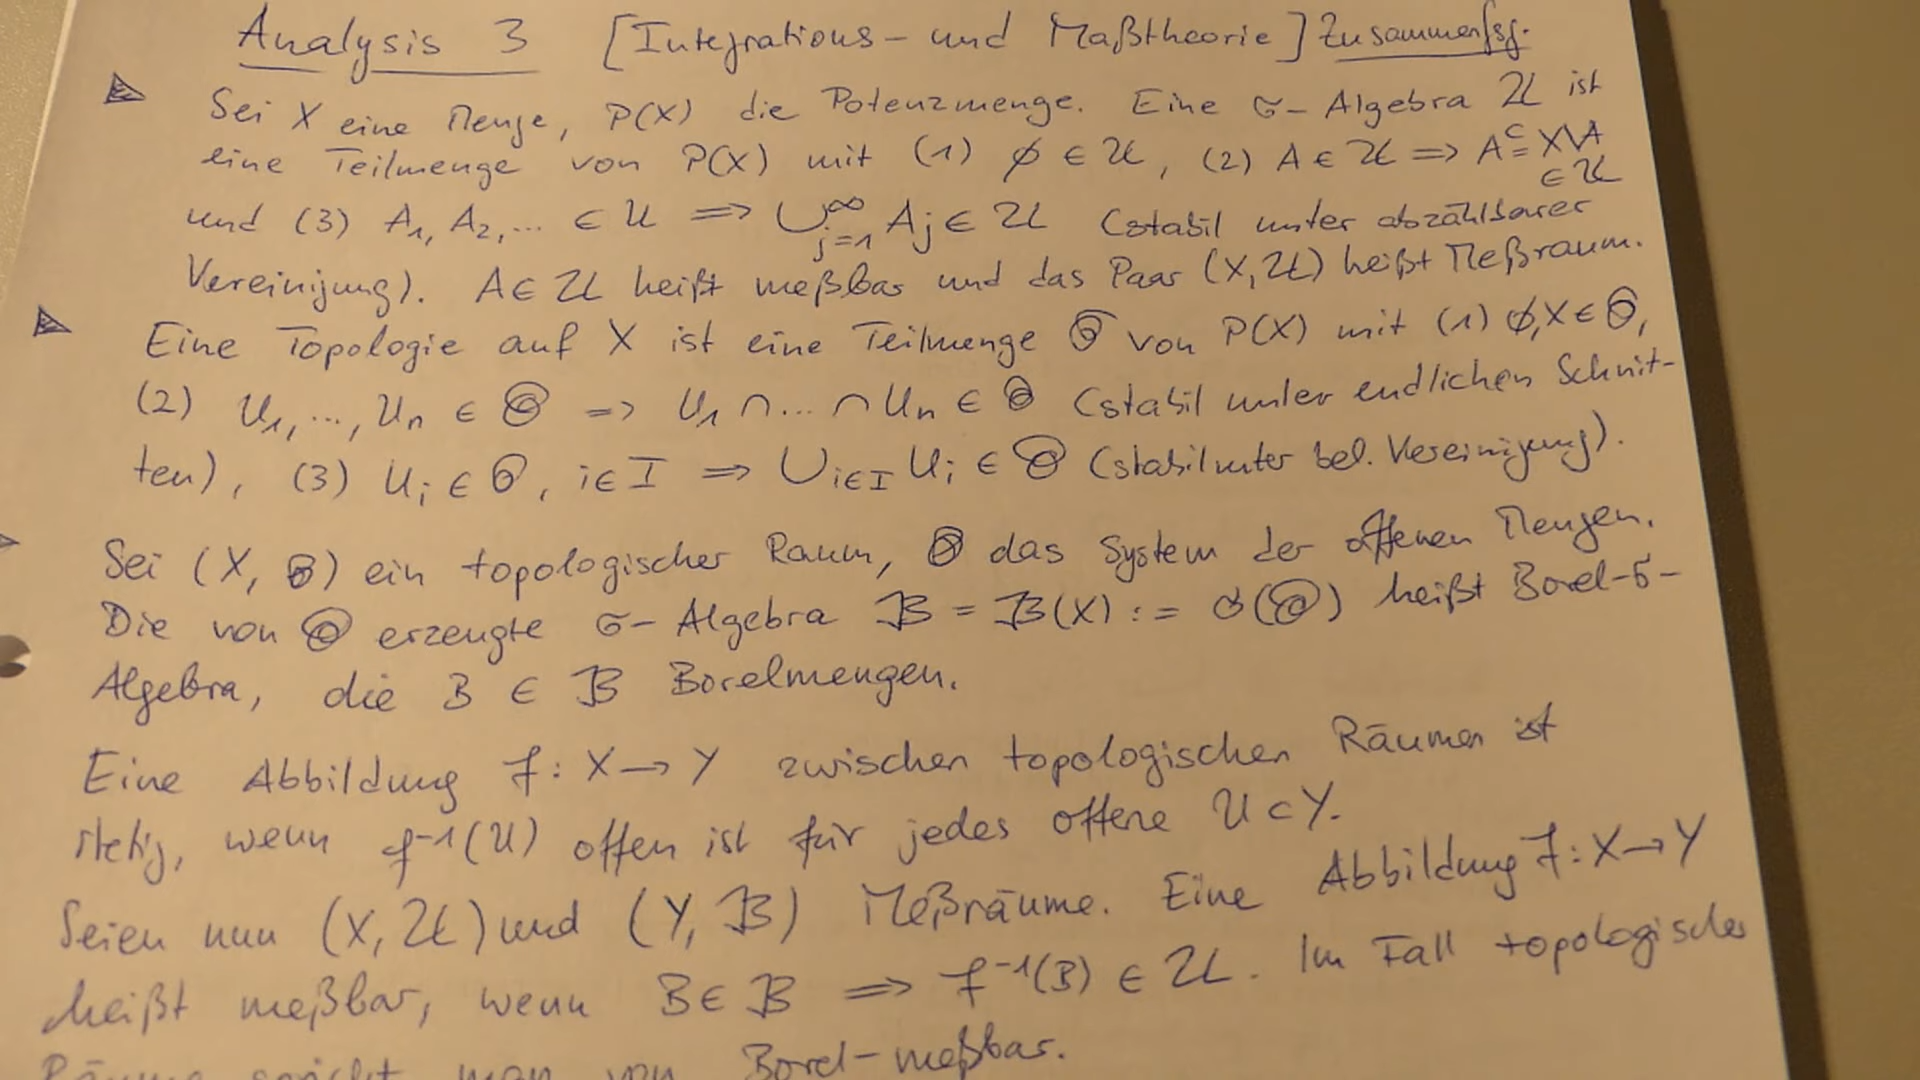 Analysis 3 [Integrations- und Maßtheorie] Zusammenfsg.
Sei X eine Menge, P(X) die Potenzmenge. Eine σ-Algebra 𝒰 ist
eine Teilmenge von P(X) mit (1) ∅ ∈ 𝒰, (2) A ∈ 𝒰 ⇒ Aᶜ = X\A
∈ 𝒰
und (3) A₁, A₂, ... ∈ 𝒰 ⇒ ⋃_{j=1}^∞ Aj ∈ 𝒰 (stabil unter abzählbarer
Vereinigung). A ∈ 𝒰 heißt meßbar und das Paar (X, 𝒰) heißt Meßraum.
Eine Topologie auf X ist eine Teilmenge 𝒪 von P(X) mit (1) ∅, X ∈ 𝒪,
(2) U₁, ..., Uₙ ∈ 𝒪 ⇒ U₁ ∩ ... ∩ Uₙ ∈ 𝒪 (stabil unter endlichen Schnit-
ten), (3) Uᵢ ∈ 𝒪, i ∈ I ⇒ ⋃_{i∈I} Uᵢ ∈ 𝒪 (stabil unter bel. Vereinigung).
Sei (X, 𝒪) ein topologischer Raum, 𝒪 das System der offenen Mengen.
Die von 𝒪 erzeugte σ-Algebra ℬ = ℬ(X) := σ(𝒪) heißt Borel-σ-
Algebra, die B ∈ ℬ Borelmengen.
Eine Abbildung f: X → Y zwischen topologischen Räumen ist
stetig, wenn f⁻¹(U) offen ist für jedes offene U ⊂ Y.
Seien nun (X, 𝒰) und (Y, ℬ) Meßräume. Eine Abbildung f: X → Y
heißt meßbar, wenn B ∈ ℬ ⇒ f⁻¹(B) ∈ 𝒰. Im Fall topologischer
Räume spricht man von Borel-meßbar.